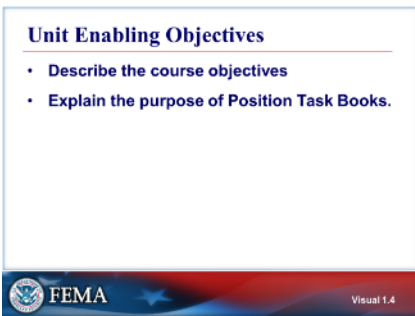 Unit Enabling Objectives
• Describe the course objectives
• Explain the purpose of Position Task Books.
FEMA
Visual 1.4